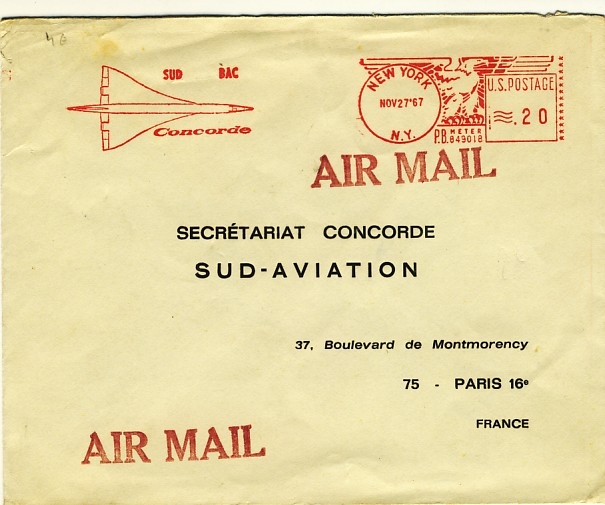 SUD BAC
Concorde
NEW YORK
NOV27'67
N.Y.
U.S. POSTAGE
.20
P.B. METER
849018
AIR MAIL
SECRÉTARIAT CONCORDE
SUD-AVIATION
37, Boulevard de Montmorency
75 - PARIS 16e
FRANCE
AIR MAIL